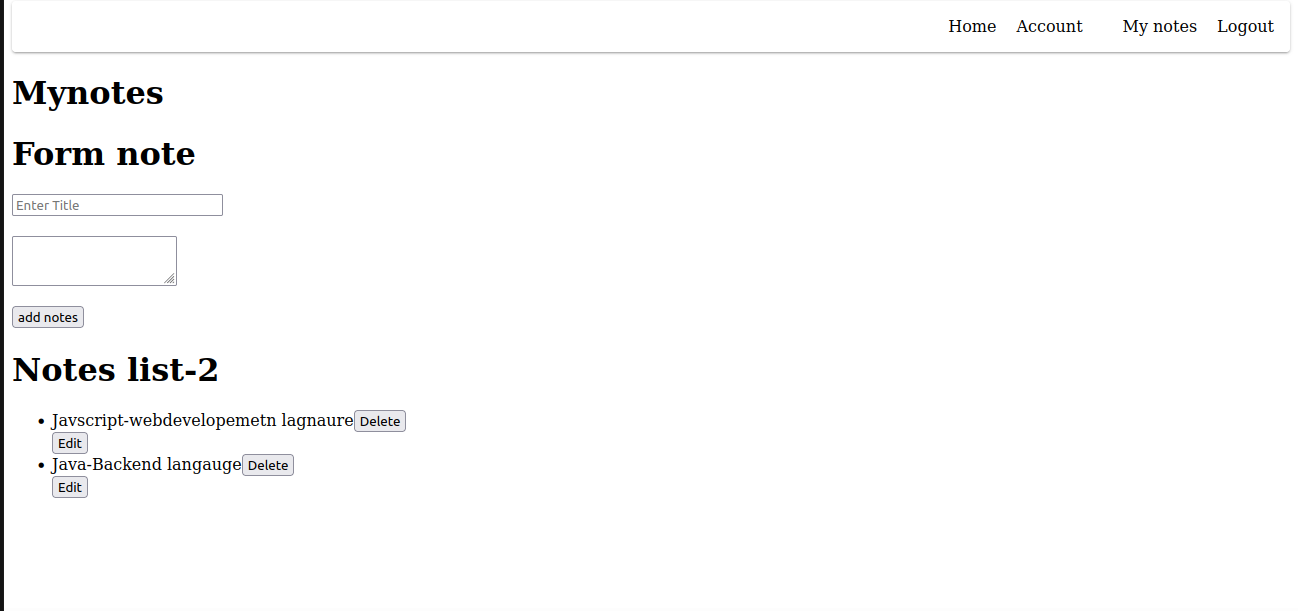 Home Account My notes Logout
Mynotes
Form note
Enter Title
add notes
Notes list-2
Javscript-webdevelopemetn lagnaure Delete
Edit
Java-Backend langauge Delete
Edit